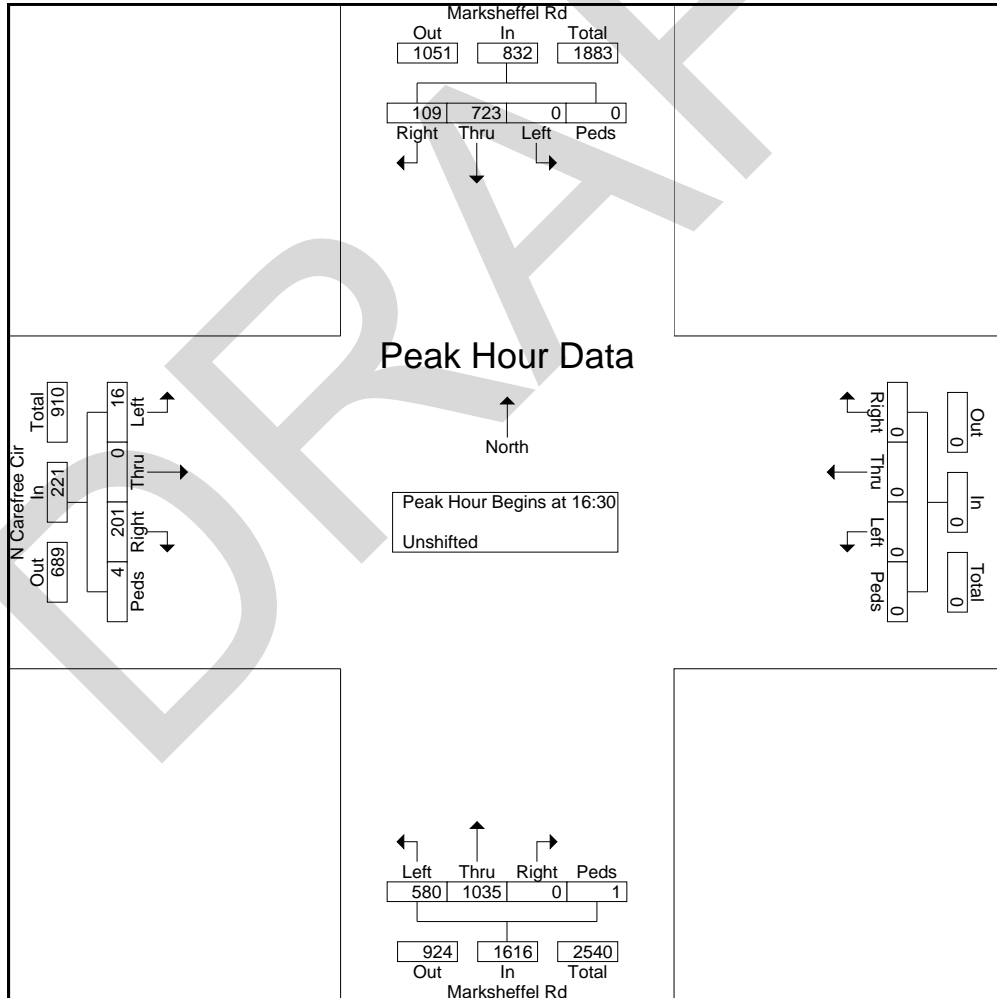 Marksheffel Rd
Out In Total
1051 832 1883
109 723 0 0
Right Thru Left Peds
DRAF
Peak Hour Data
North
Peak Hour Begins at 16:30
Unshifted
N Carefree Cir
Out In Total
689 221 910
16 0 201 4
Left Thru Right Peds
Right Thru Left Peds
0 0 0 0
Out In Total
0 0 0
Left Thru Right Peds
580 1035 0 1
924 1616 2540
Out In Total
Marksheffel Rd